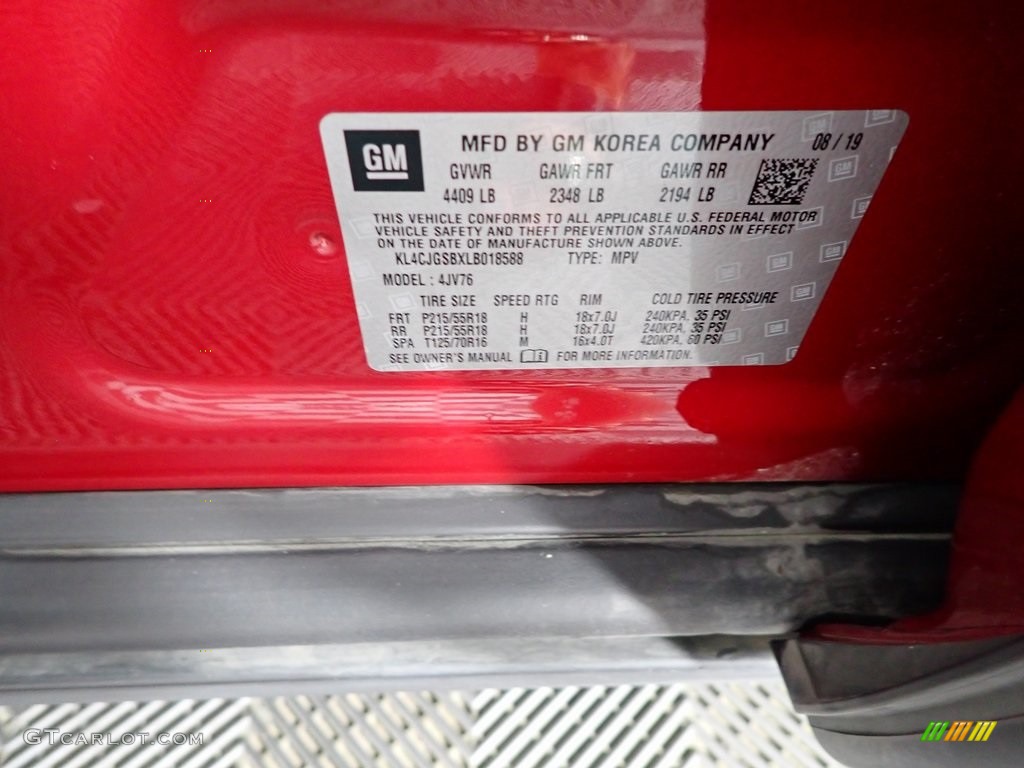 GM MFD BY GM KOREA COMPANY 08/19
GVWR GAWR FRT GAWR RR
4409 LB 2348 LB 2194 LB
THIS VEHICLE CONFORMS TO ALL APPLICABLE U.S. FEDERAL MOTOR
VEHICLE SAFETY AND THEFT PREVENTION STANDARDS IN EFFECT
ON THE DATE OF MANUFACTURE SHOWN ABOVE.
KL4CJGSBXLB018588 TYPE: MPV
MODEL : 4JV76
TIRE SIZE SPEED RTG RIM COLD TIRE PRESSURE
FRT P215/55R18 H 18x7.0J 240KPA, 35 PSI
RR P215/55R18 H 18x7.0J 240KPA, 35 PSI
SPA T125/70R16 M 16x4.0T 420KPA, 60 PSI
SEE OWNER'S MANUAL FOR MORE INFORMATION.
GTCARLOT.COM